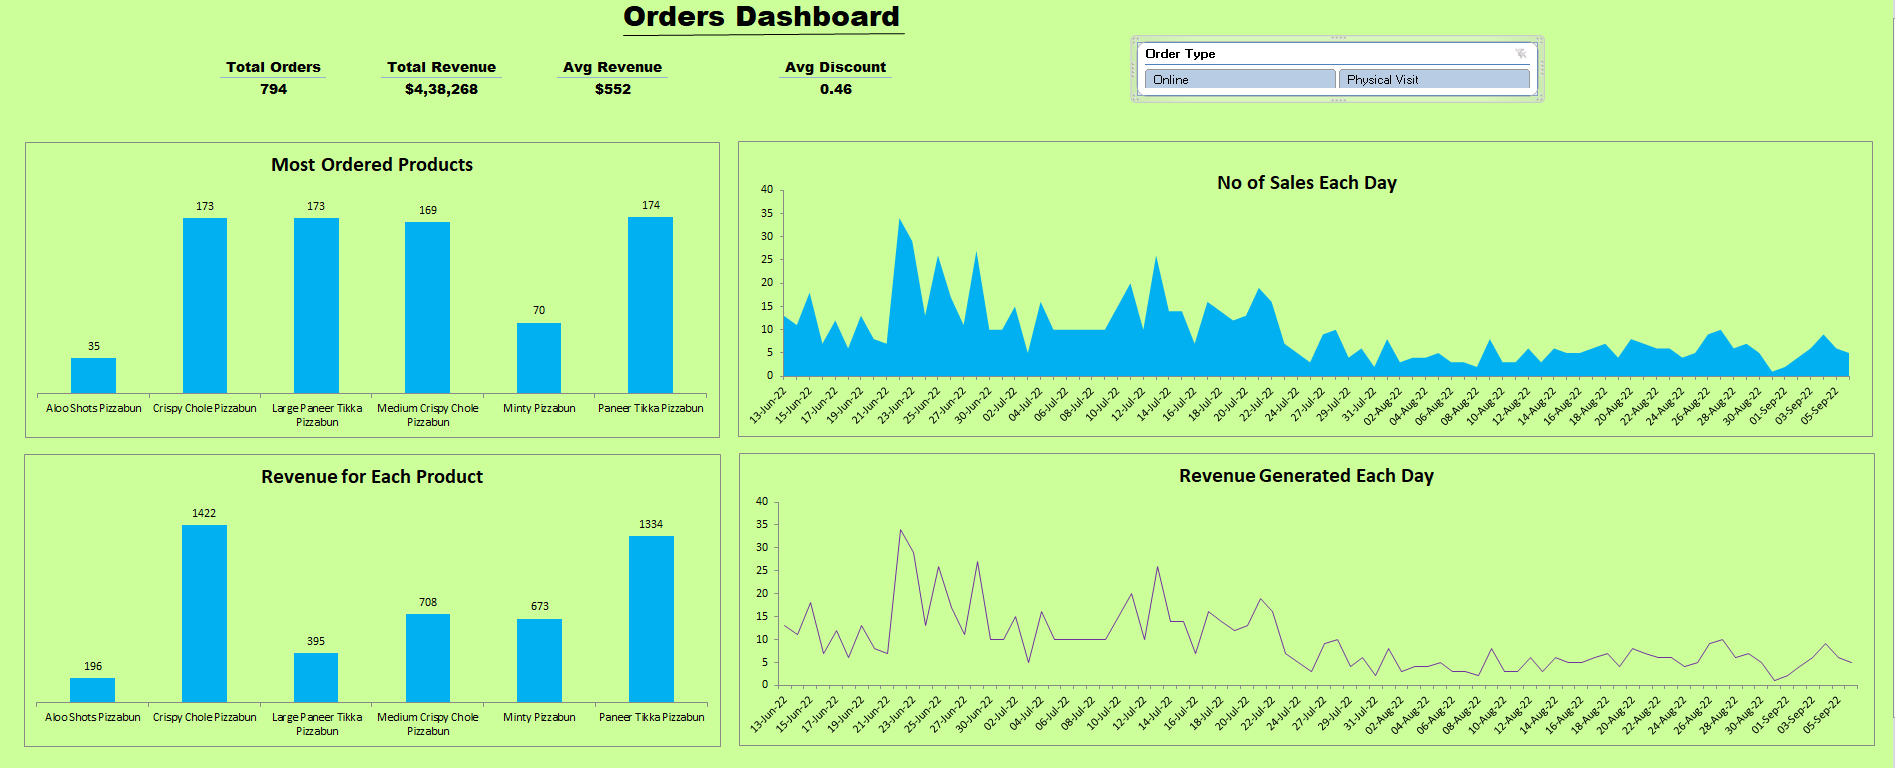 Orders Dashboard
Total Orders
794
Total Revenue
$4,38,268
Avg Revenue
$552
Avg Discount
0.46
Order Type
Online
Physical Visit
Most Ordered Products
35
173
173
169
70
174
Aloo Shots Pizzabun
Crispy Chole Pizzabun
Large Paneer Tikka
Pizzabun
Medium Crispy Chole
Pizzabun
Minty Pizzabun
Paneer Tikka Pizzabun
No of Sales Each Day
40
35
30
25
20
15
10
5
0
13-Jun-22
15-Jun-22
17-Jun-22
19-Jun-22
21-Jun-22
23-Jun-22
25-Jun-22
27-Jun-22
30-Jun-22
02-Jul-22
04-Jul-22
06-Jul-22
08-Jul-22
10-Jul-22
12-Jul-22
14-Jul-22
16-Jul-22
18-Jul-22
20-Jul-22
22-Jul-22
24-Jul-22
27-Jul-22
29-Jul-22
31-Jul-22
02-Aug-22
04-Aug-22
06-Aug-22
08-Aug-22
10-Aug-22
12-Aug-22
14-Aug-22
16-Aug-22
18-Aug-22
20-Aug-22
22-Aug-22
24-Aug-22
26-Aug-22
28-Aug-22
30-Aug-22
01-Sep-22
03-Sep-22
05-Sep-22
Revenue for Each Product
196
1422
395
708
673
1334
Aloo Shots Pizzabun
Crispy Chole Pizzabun
Large Paneer Tikka
Pizzabun
Medium Crispy Chole
Pizzabun
Minty Pizzabun
Paneer Tikka Pizzabun
Revenue Generated Each Day
40
35
30
25
20
15
10
5
0
13-Jun-22
15-Jun-22
17-Jun-22
19-Jun-22
21-Jun-22
23-Jun-22
25-Jun-22
27-Jun-22
30-Jun-22
02-Jul-22
04-Jul-22
06-Jul-22
08-Jul-22
10-Jul-22
12-Jul-22
14-Jul-22
16-Jul-22
18-Jul-22
20-Jul-22
22-Jul-22
24-Jul-22
27-Jul-22
29-Jul-22
31-Jul-22
02-Aug-22
04-Aug-22
06-Aug-22
08-Aug-22
10-Aug-22
12-Aug-22
14-Aug-22
16-Aug-22
18-Aug-22
20-Aug-22
22-Aug-22
24-Aug-22
26-Aug-22
28-Aug-22
30-Aug-22
01-Sep-22
03-Sep-22
05-Sep-22